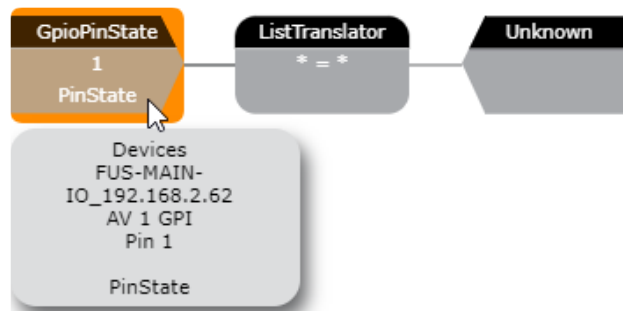 GpioPinState
1
PinState
ListTranslator
* = *
Unknown
Devices
FUS-MAIN-
IO_192.168.2.62
AV 1 GPI
Pin 1
PinState